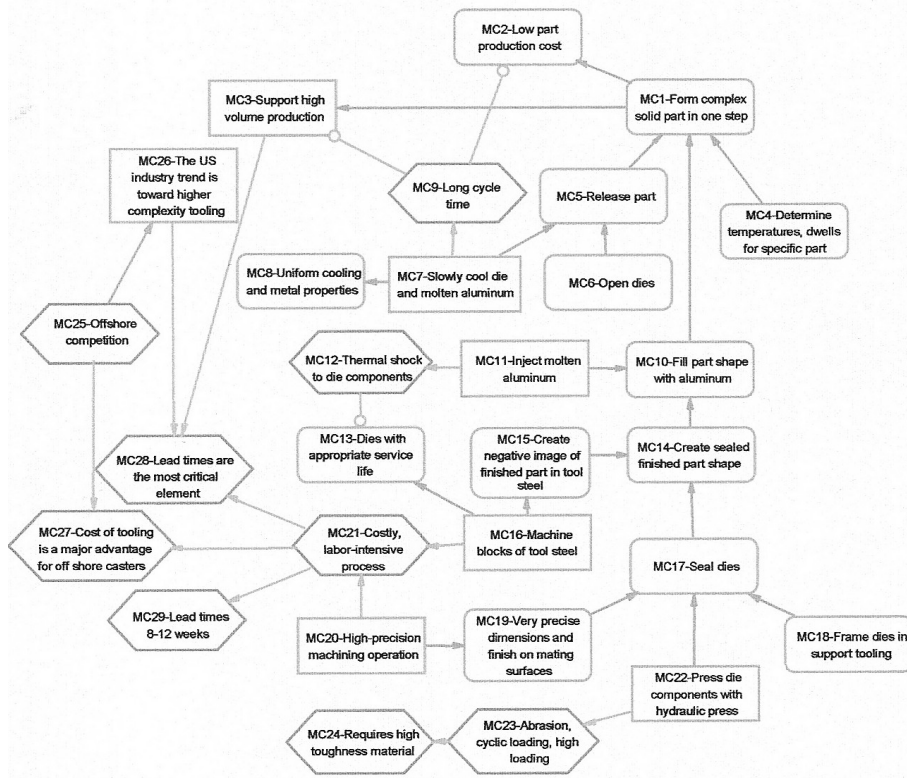 MC2-Low part
production cost
MC3-Support high
volume production
MC1-Form complex
solid part in one step
MC26-The US
industry trend is
toward higher
complexity tooling
MC9-Long cycle
time
MC5-Release part
MC4-Determine
temperatures, dwells
for specific part
MC8-Uniform cooling
and metal properties
MC7-Slowly cool die
and molten aluminum
MC6-Open dies
MC25-Offshore
competition
MC12-Thermal shock
to die components
MC11-Inject molten
aluminum
MC10-Fill part shape
with aluminum
MC13-Dies with
appropriate service
life
MC15-Create
negative image of
finished part in tool
steel
MC14-Create sealed
finished part shape
MC28-Lead times are
the most critical
element
MC27-Cost of tooling
is a major advantage
for off shore casters
MC21-Costly,
labor-intensive
process
MC16-Machine
blocks of tool steel
MC17-Seal dies
MC29-Lead times
8-12 weeks
MC20-High-precision
machining operation
MC19-Very precise
dimensions and
finish on mating
surfaces
MC18-Frame dies in
support tooling
MC22-Press die
components with
hydraulic press
MC24-Requires high
toughness material
MC23-Abrasion,
cyclic loading, high
loading